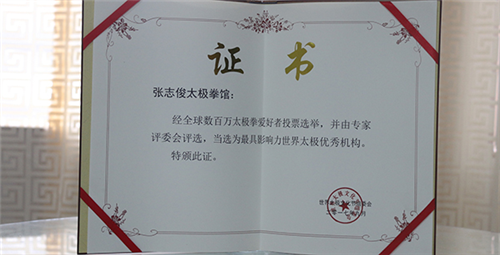 证 书
张志俊太极拳馆：
经全球数百万太极拳爱好者投票选举，并由专家
评委会评选，当选为最具影响力世界太极优秀机构。
特颁此证。